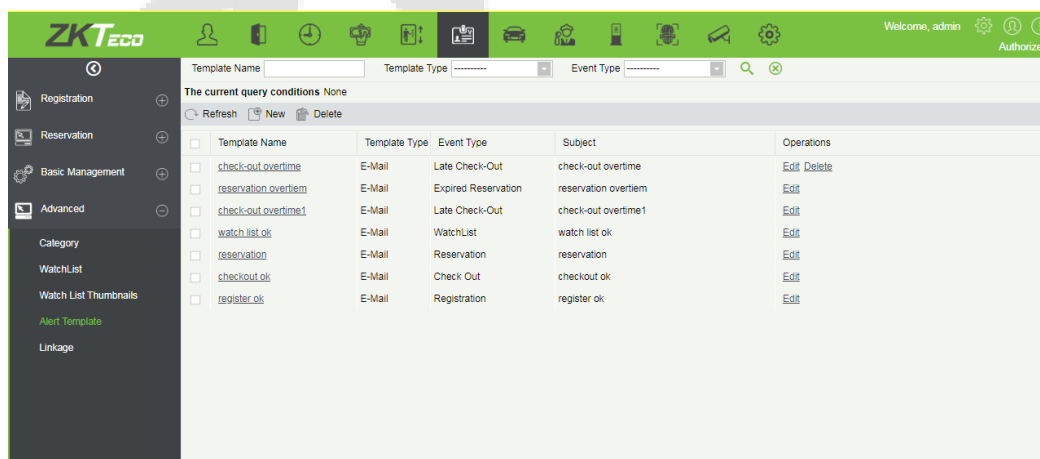 ZKTeco
Welcome, admin
Authorize
Template Name Template Type ---------- Event Type ----------
The current query conditions None
Refresh New Delete
Registration
Reservation
Basic Management
Advanced
Category
WatchList
Watch List Thumbnails
Alert Template
Linkage
Template Name Template Type Event Type Subject Operations
check-out overtime E-Mail Late Check-Out check-out overtime Edit Delete
reservation overtiem E-Mail Expired Reservation reservation overtiem Edit
check-out overtime1 E-Mail Late Check-Out check-out overtime1 Edit
watch list ok E-Mail WatchList watch list ok Edit
reservation E-Mail Reservation reservation Edit
checkout ok E-Mail Check Out checkout ok Edit
register ok E-Mail Registration register ok Edit